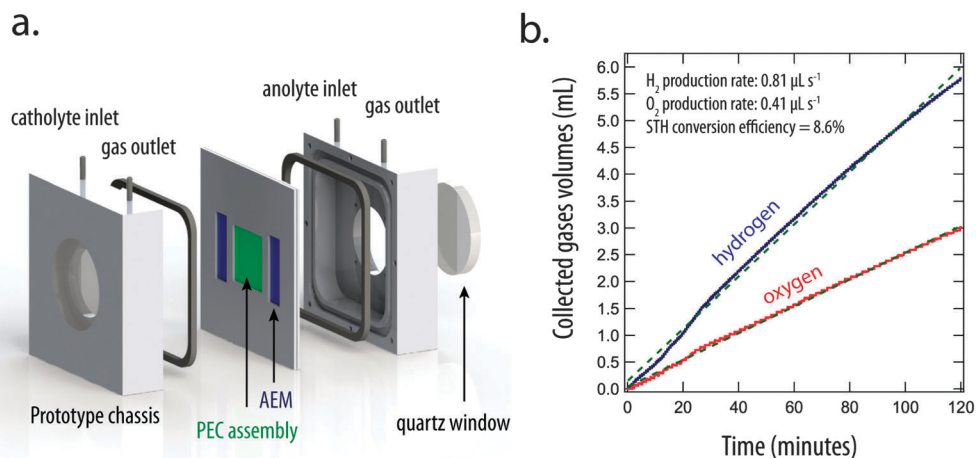 a.
catholyte inlet
gas outlet
anolyte inlet
gas outlet
Prototype chassis
PEC assembly
AEM
quartz window
b.
Collected gases volumes (mL)
6.0
5.5
5.0
4.5
4.0
3.5
3.0
2.5
2.0
1.5
1.0
0.5
0.0
H₂ production rate: 0.81 µL s⁻¹
O₂ production rate: 0.41 µL s⁻¹
STH conversion efficiency = 8.6%
hydrogen
oxygen
0 20 40 60 80 100 120
Time (minutes)